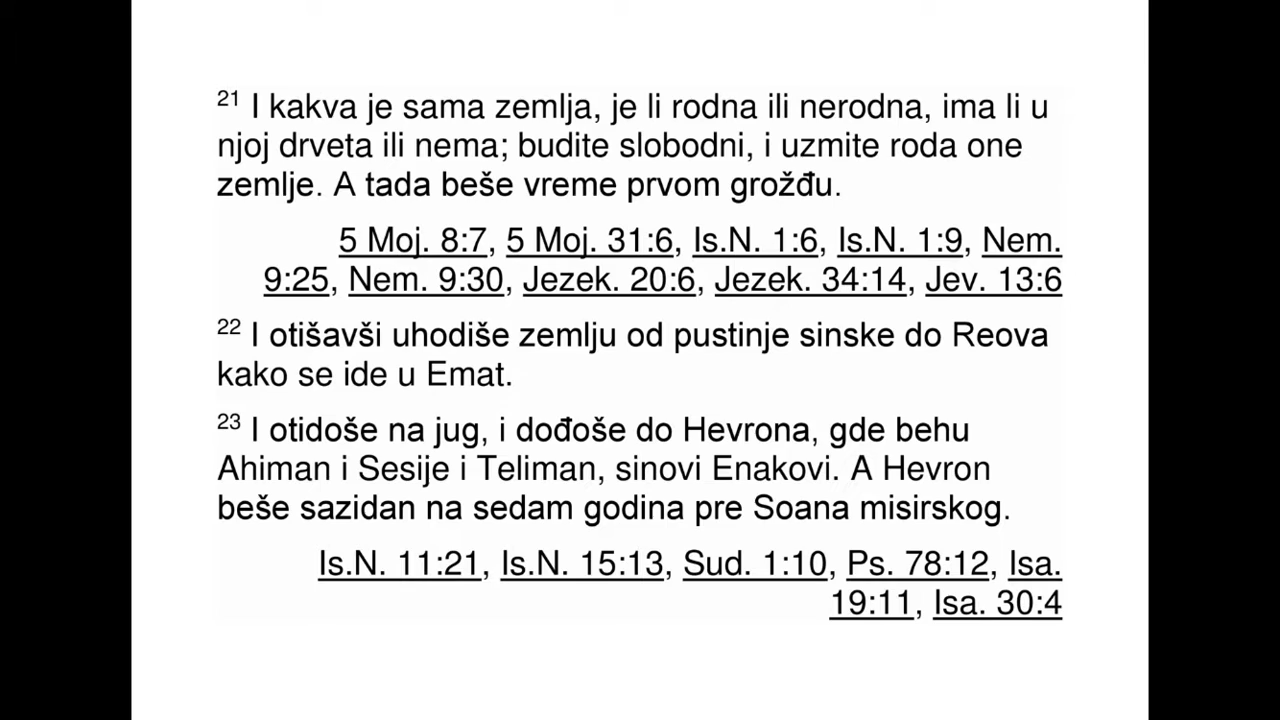 21 I kakva je sama zemlja, je li rodna ili nerodna, ima li u
njoj drveta ili nema; budite slobodni, i uzmite roda one
zemlje. A tada beše vreme prvom grožđu.
5 Moj. 8:7, 5 Moj. 31:6, Is.N. 1:6, Is.N. 1:9, Nem.
9:25, Nem. 9:30, Jezek. 20:6, Jezek. 34:14, Jev. 13:6
22 I otišavši uhodiše zemlju od pustinje sinske do Reova
kako se ide u Emat.
23 I otidoše na jug, i dođoše do Hevrona, gde behu
Ahiman i Sesije i Teliman, sinovi Enakovi. A Hevron
beše sazidan na sedam godina pre Soana misirskog.
Is.N. 11:21, Is.N. 15:13, Sud. 1:10, Ps. 78:12, Isa.
19:11, Isa. 30:4